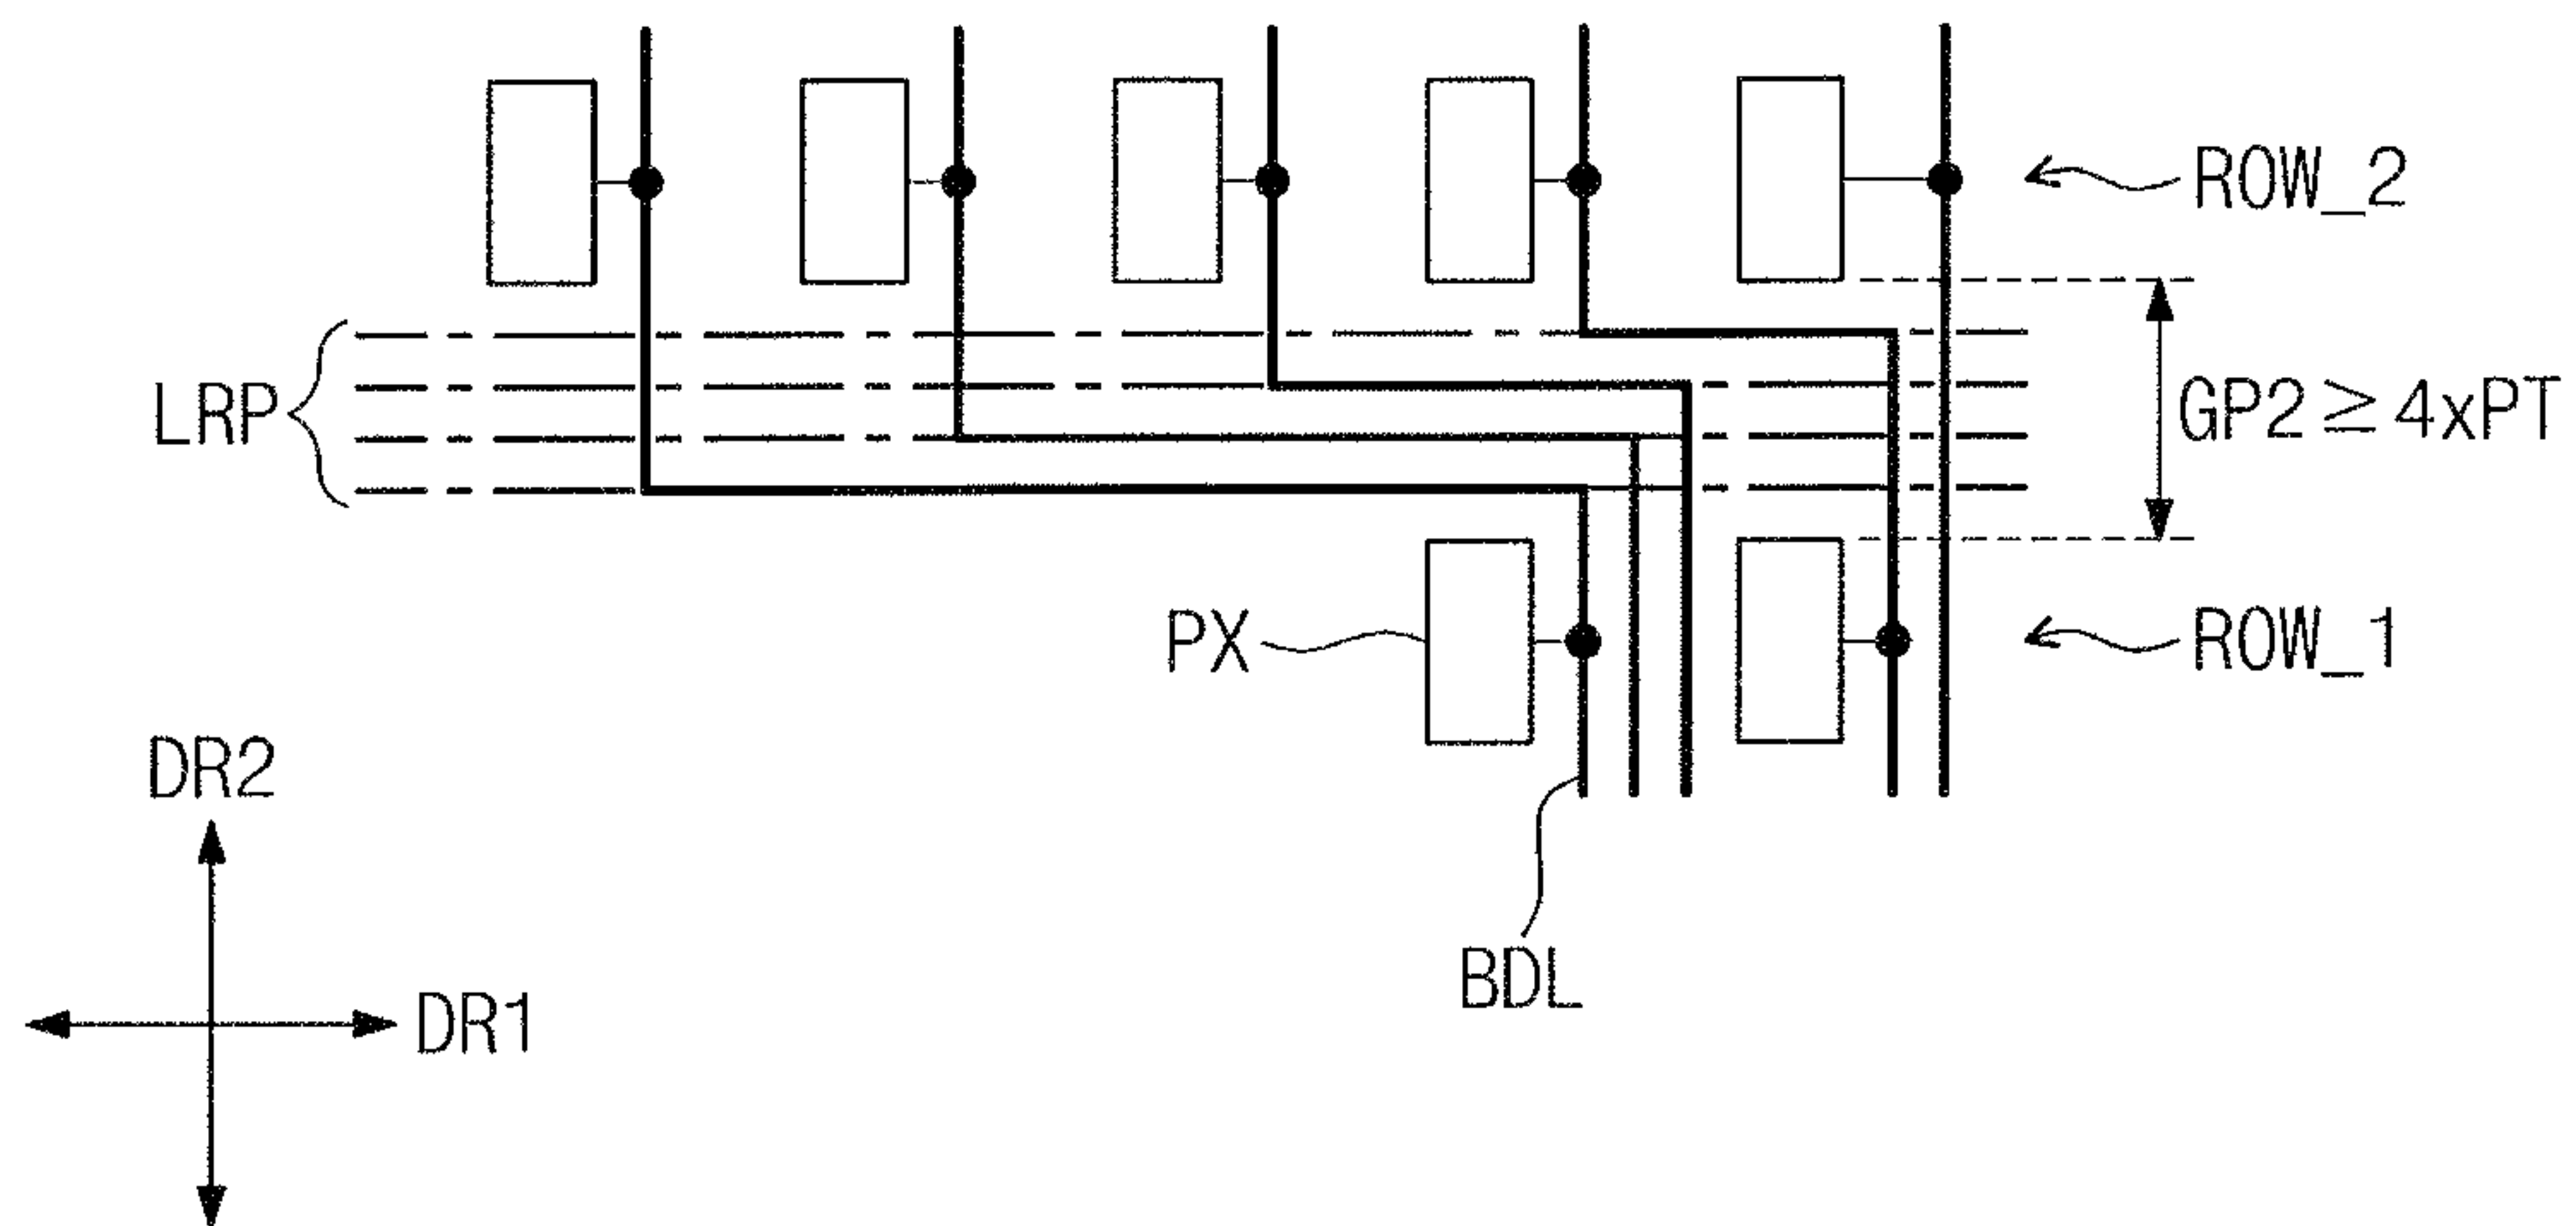 ROW_2
LRP
GP2 ≥ 4xPT
PX
ROW_1
DR2
BDL
DR1